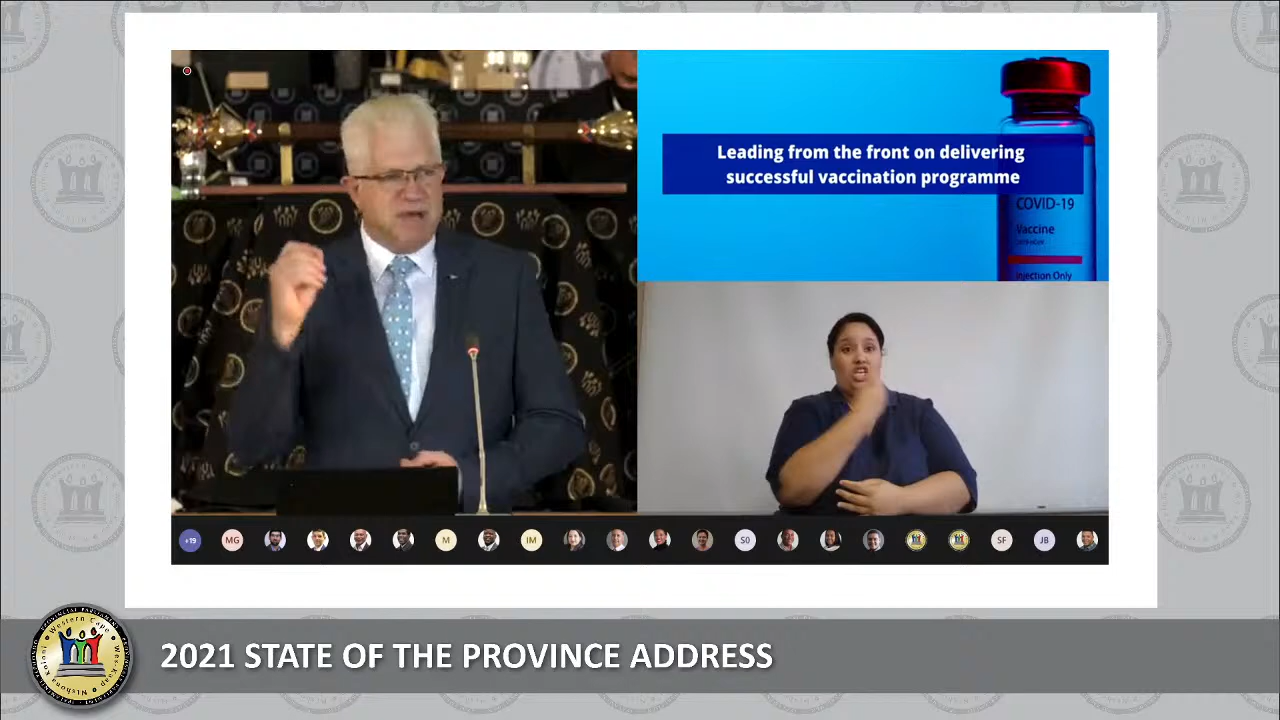 Leading from the front on delivering
successful vaccination programme
COVID-19
Vaccine
Injection Only
+19
MG
M
IM
SO
SF
JB
2021 STATE OF THE PROVINCE ADDRESS
Western Cape